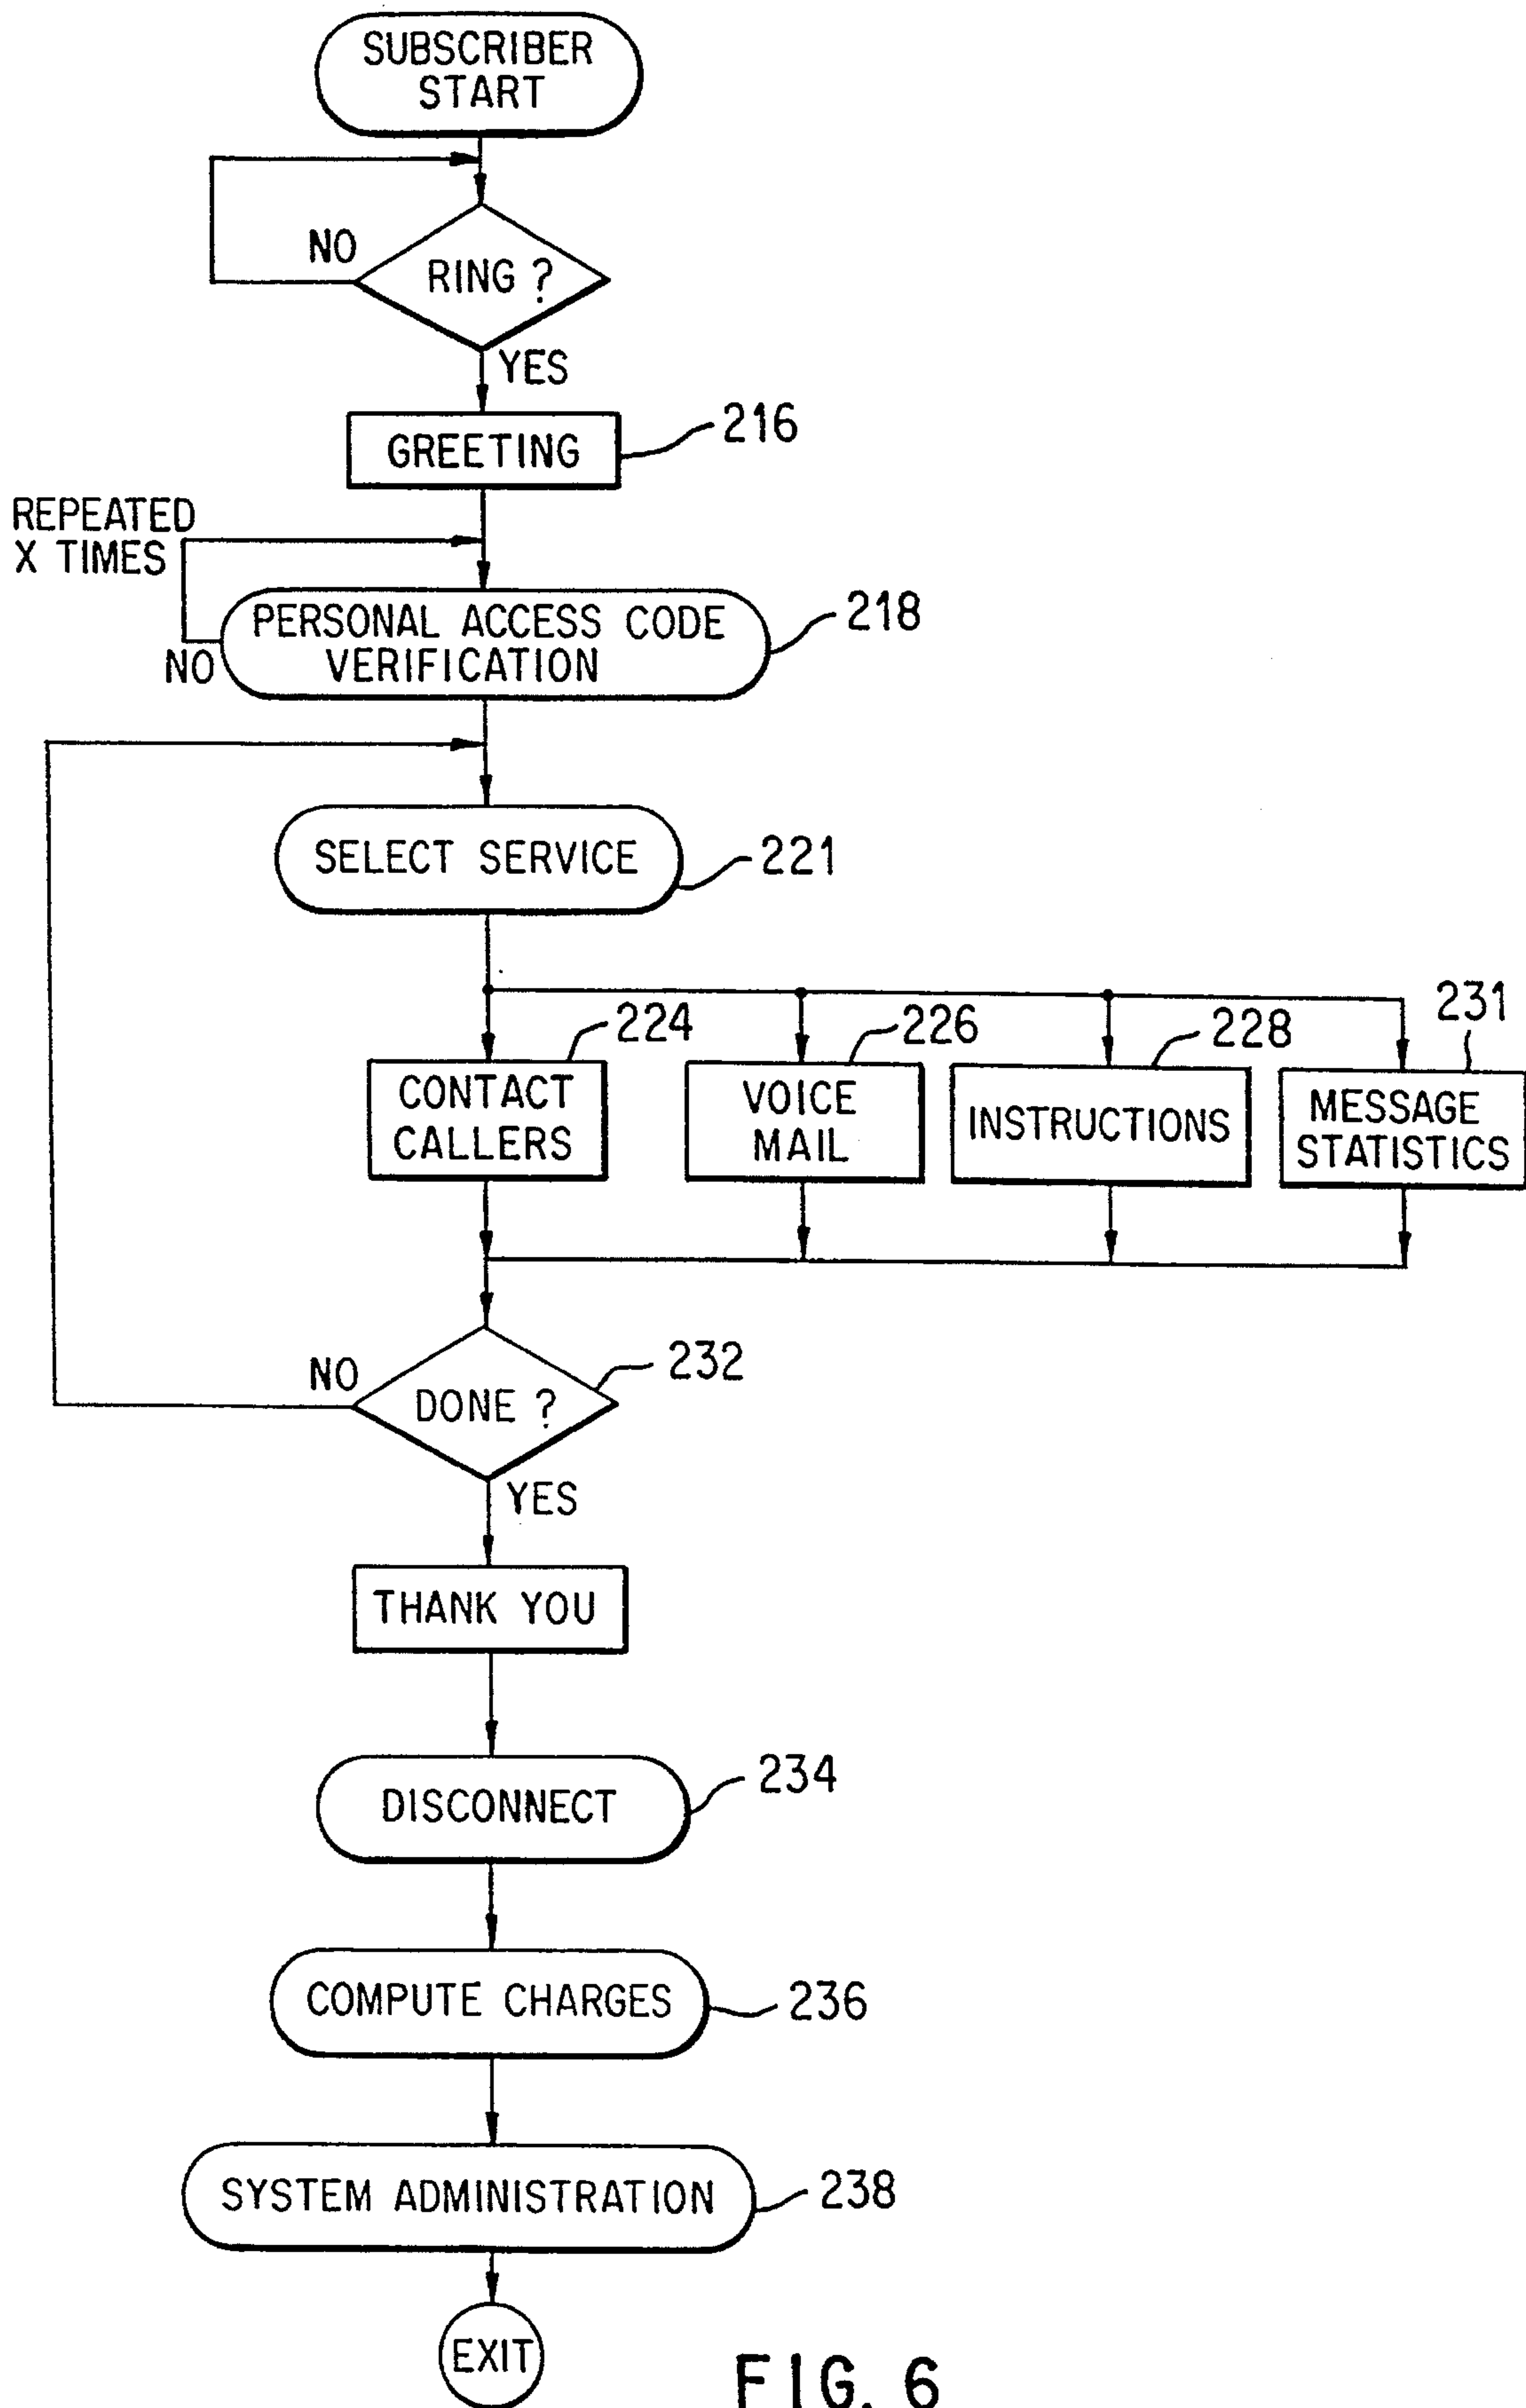 SUBSCRIBER
START
NO
RING ?
YES
GREETING
216
REPEATED
X TIMES
PERSONAL ACCESS CODE
VERIFICATION
218
NO
SELECT SERVICE
221
224
226
228
231
CONTACT
CALLERS
VOICE
MAIL
INSTRUCTIONS
MESSAGE
STATISTICS
NO
DONE ?
232
YES
THANK YOU
DISCONNECT
234
COMPUTE CHARGES
236
SYSTEM ADMINISTRATION
238
EXIT
FIG. 6